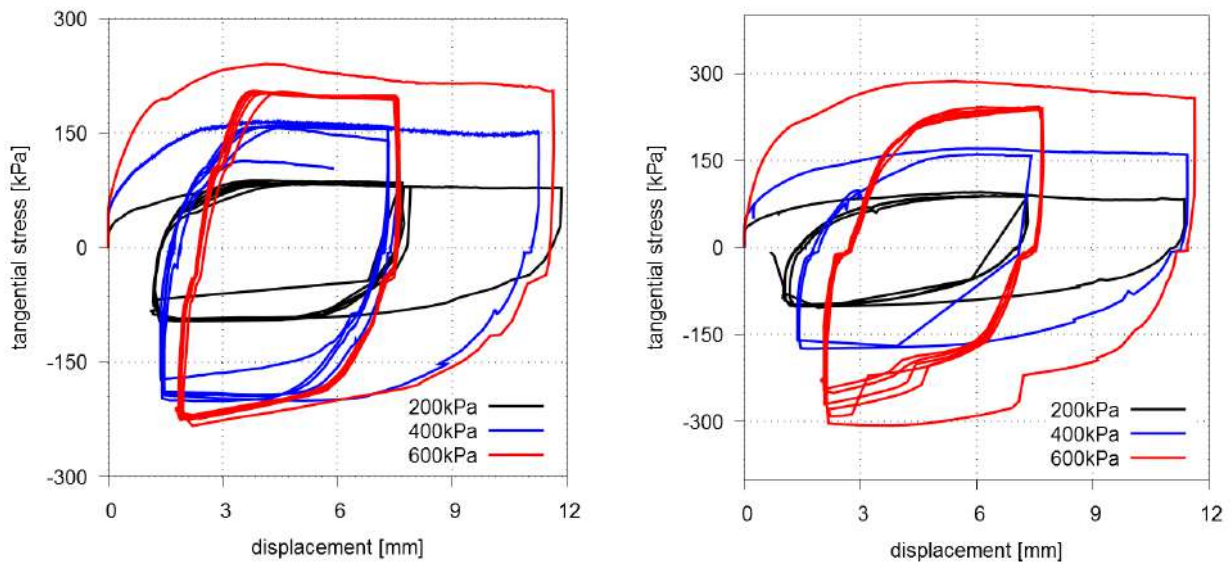 300
150
0
-150
-300
tangential stress [kPa]
200kPa
400kPa
600kPa
0 3 6 9 12
displacement [mm]
300
150
0
-150
-300
tangential stress [kPa]
200kPa
400kPa
600kPa
0 3 6 9 12
displacement [mm]